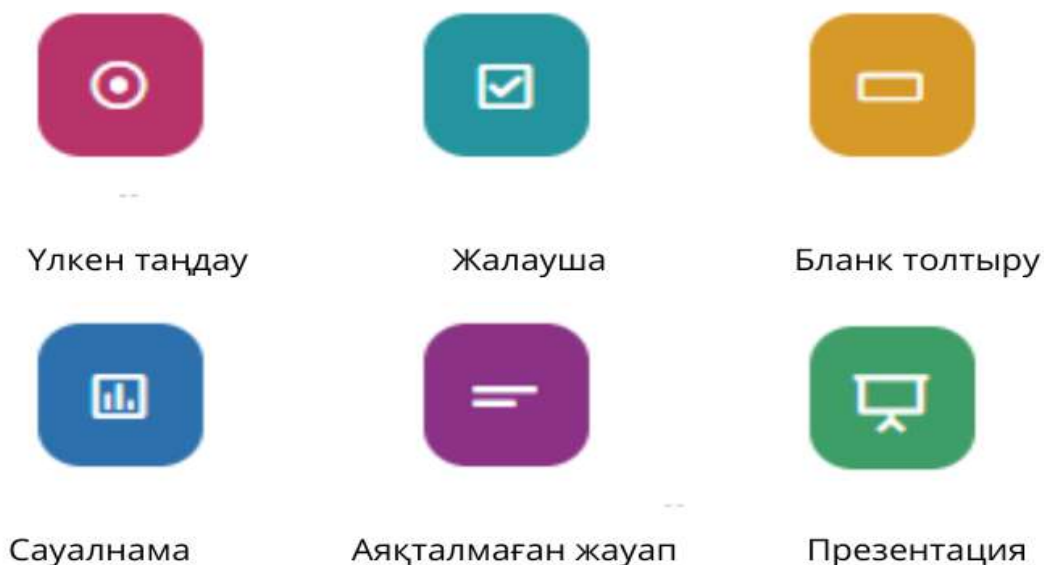 Үлкен таңдау
Жалауша
Бланк толтыру
Сауалнама
Аяқталмаған жауап
Презентация